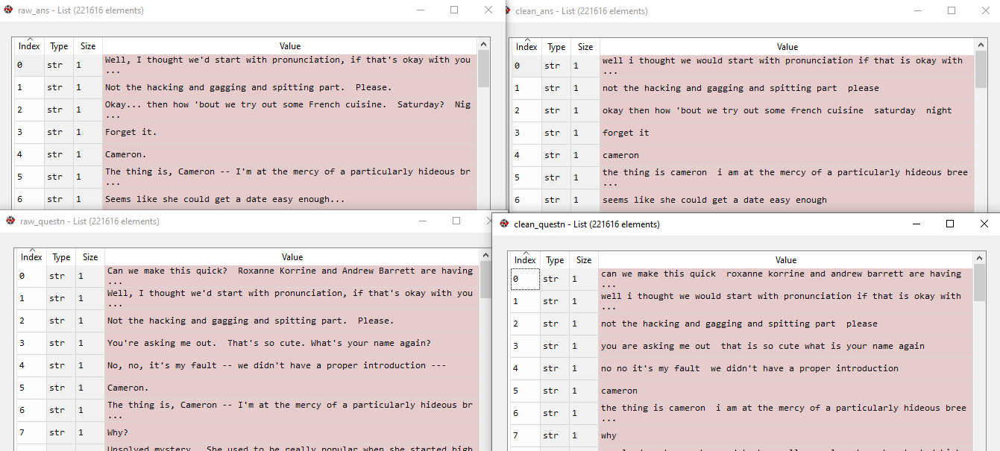 raw_ans - List (221616 elements)
Index Type Size Value
0 str 1 Well, I thought we'd start with pronunciation, if that's okay with you
...
1 str 1 Not the hacking and gagging and spitting part.  Please.
2 str 1 Okay... then how 'bout we try out some French cuisine.  Saturday?  Nig
...
3 str 1 Forget it.
4 str 1 Cameron.
5 str 1 The thing is, Cameron -- I'm at the mercy of a particularly hideous br
...
6 str 1 Seems like she could get a date easy enough...
clean_ans - List (221616 elements)
Index Type Size Value
0 str 1 well i thought we would start with pronunciation if that is okay with
...
1 str 1 not the hacking and gagging and spitting part  please
2 str 1 okay then how 'bout we try out some french cuisine  saturday  night
3 str 1 forget it
4 str 1 cameron
5 str 1 the thing is cameron  i am at the mercy of a particularly hideous bree
...
6 str 1 seems like she could get a date easy enough
raw_questn - List (221616 elements)
Index Type Size Value
0 str 1 Can we make this quick?  Roxanne Korrine and Andrew Barrett are having
...
1 str 1 Well, I thought we'd start with pronunciation, if that's okay with you
...
2 str 1 Not the hacking and gagging and spitting part.  Please.
3 str 1 You're asking me out.  That's so cute. What's your name again?
4 str 1 No, no, it's my fault -- we didn't have a proper introduction ---
5 str 1 Cameron.
6 str 1 The thing is, Cameron -- I'm at the mercy of a particularly hideous br
...
7 str 1 Why?
Unsolved mystery.  She used to be really popular when she started high
clean_questn - List (221616 elements)
Index Type Size Value
0 str 1 can we make this quick  roxanne korrine and andrew barrett are having
...
1 str 1 well i thought we would start with pronunciation if that is okay with
...
2 str 1 not the hacking and gagging and spitting part  please
3 str 1 you are asking me out  that is so cute what is your name again
4 str 1 no no it's my fault  we didn't have a proper introduction
5 str 1 cameron
6 str 1 the thing is cameron  i am at the mercy of a particularly hideous bree
...
7 str 1 why